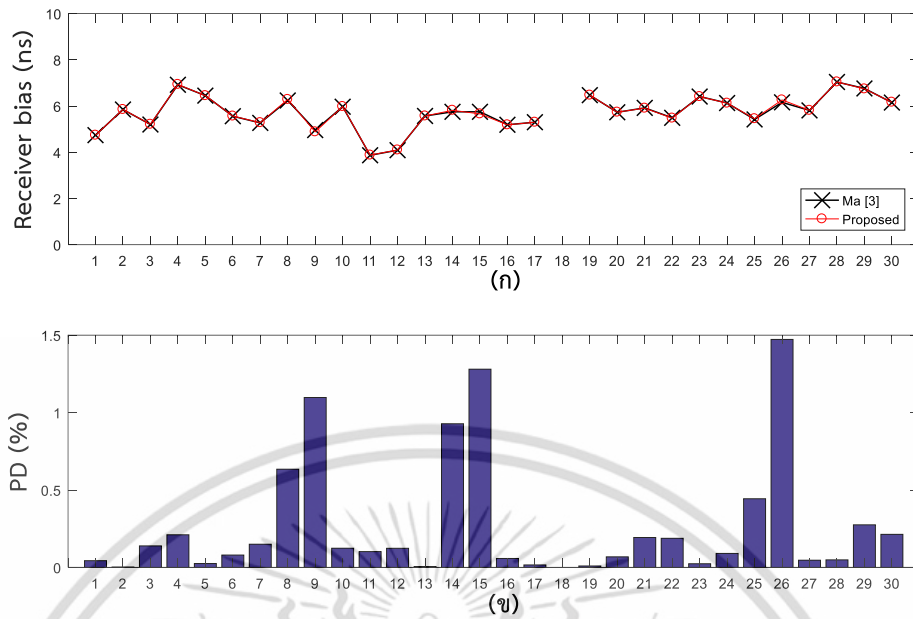 10
8
6
4
2
0
Receiver bias (ns)
Ma [3]
Proposed
1 2 3 4 5 6 7 8 9 10 11 12 13 14 15 16 17 18 19 20 21 22 23 24 25 26 27 28 29 30
(ก)
1.5
1
0.5
0
PD (%)
1 2 3 4 5 6 7 8 9 10 11 12 13 14 15 16 17 18 19 20 21 22 23 24 25 26 27 28 29 30
(ข)